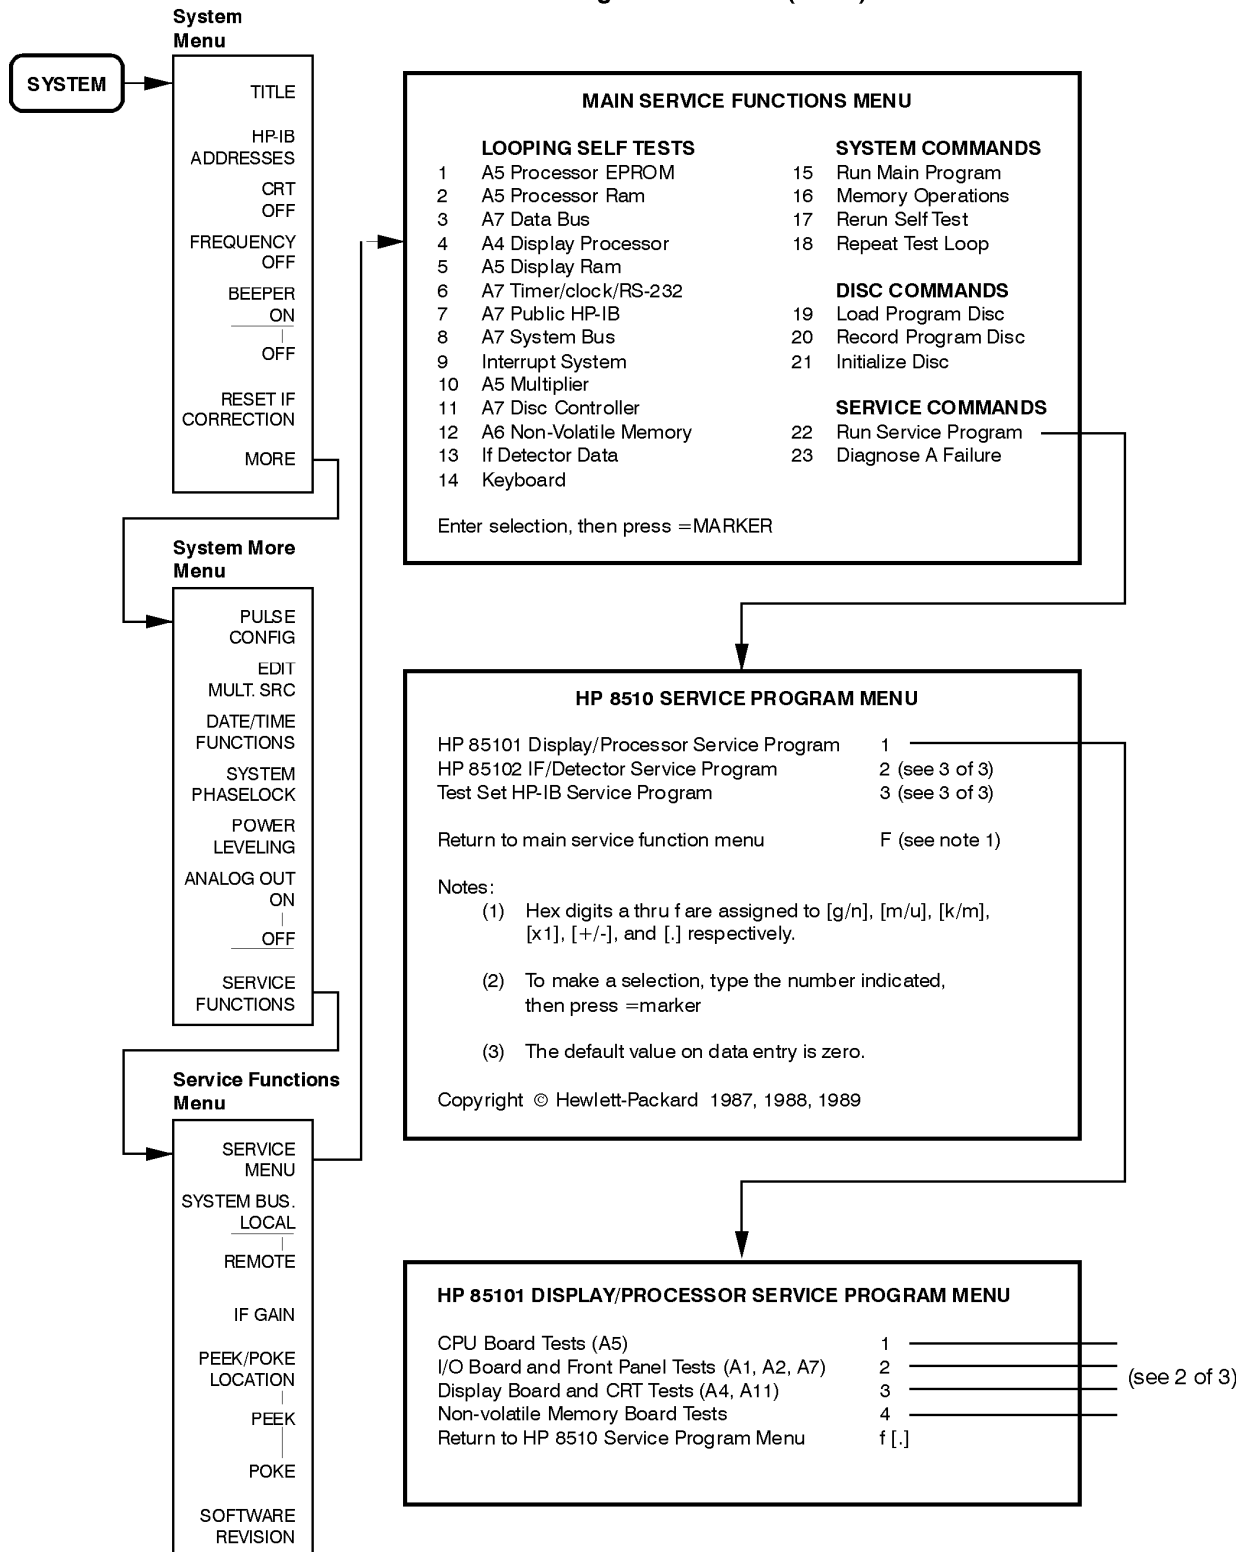 System
Menu
SYSTEM
TITLE
HP-IB
ADDRESSES
CRT
OFF
FREQUENCY
OFF
BEEPER
ON
OFF
RESET IF
CORRECTION
MORE
System More
Menu
PULSE
CONFIG
EDIT
MULT. SRC
DATE/TIME
FUNCTIONS
SYSTEM
PHASELOCK
POWER
LEVELING
ANALOG OUT
ON
OFF
SERVICE
FUNCTIONS
Service Functions
Menu
SERVICE
MENU
SYSTEM BUS.
LOCAL
REMOTE
IF GAIN
PEEK/POKE
LOCATION
PEEK
POKE
SOFTWARE
REVISION
MAIN SERVICE FUNCTIONS MENU
LOOPING SELF TESTS
1 A5 Processor EPROM
2 A5 Processor Ram
3 A7 Data Bus
4 A4 Display Processor
5 A5 Display Ram
6 A7 Timer/clock/RS-232
7 A7 Public HP-IB
8 A7 System Bus
9 Interrupt System
10 A5 Multiplier
11 A7 Disc Controller
12 A6 Non-Volatile Memory
13 If Detector Data
14 Keyboard
SYSTEM COMMANDS
15 Run Main Program
16 Memory Operations
17 Rerun Self Test
18 Repeat Test Loop
DISC COMMANDS
19 Load Program Disc
20 Record Program Disc
21 Initialize Disc
SERVICE COMMANDS
22 Run Service Program
23 Diagnose A Failure
Enter selection, then press =MARKER
HP 8510 SERVICE PROGRAM MENU
HP 85101 Display/Processor Service Program 1
HP 85102 IF/Detector Service Program 2 (see 3 of 3)
Test Set HP-IB Service Program 3 (see 3 of 3)
Return to main service function menu F (see note 1)
Notes:
(1) Hex digits a thru f are assigned to [g/n], [m/u], [k/m],
[x1], [+/-], and [.] respectively.
(2) To make a selection, type the number indicated,
then press =marker
(3) The default value on data entry is zero.
Copyright © Hewlett-Packard 1987, 1988, 1989
HP 85101 DISPLAY/PROCESSOR SERVICE PROGRAM MENU
CPU Board Tests (A5) 1
I/O Board and Front Panel Tests (A1, A2, A7) 2
Display Board and CRT Tests (A4, A11) 3
Non-volatile Memory Board Tests 4
Return to HP 8510 Service Program Menu f [.]
(see 2 of 3)